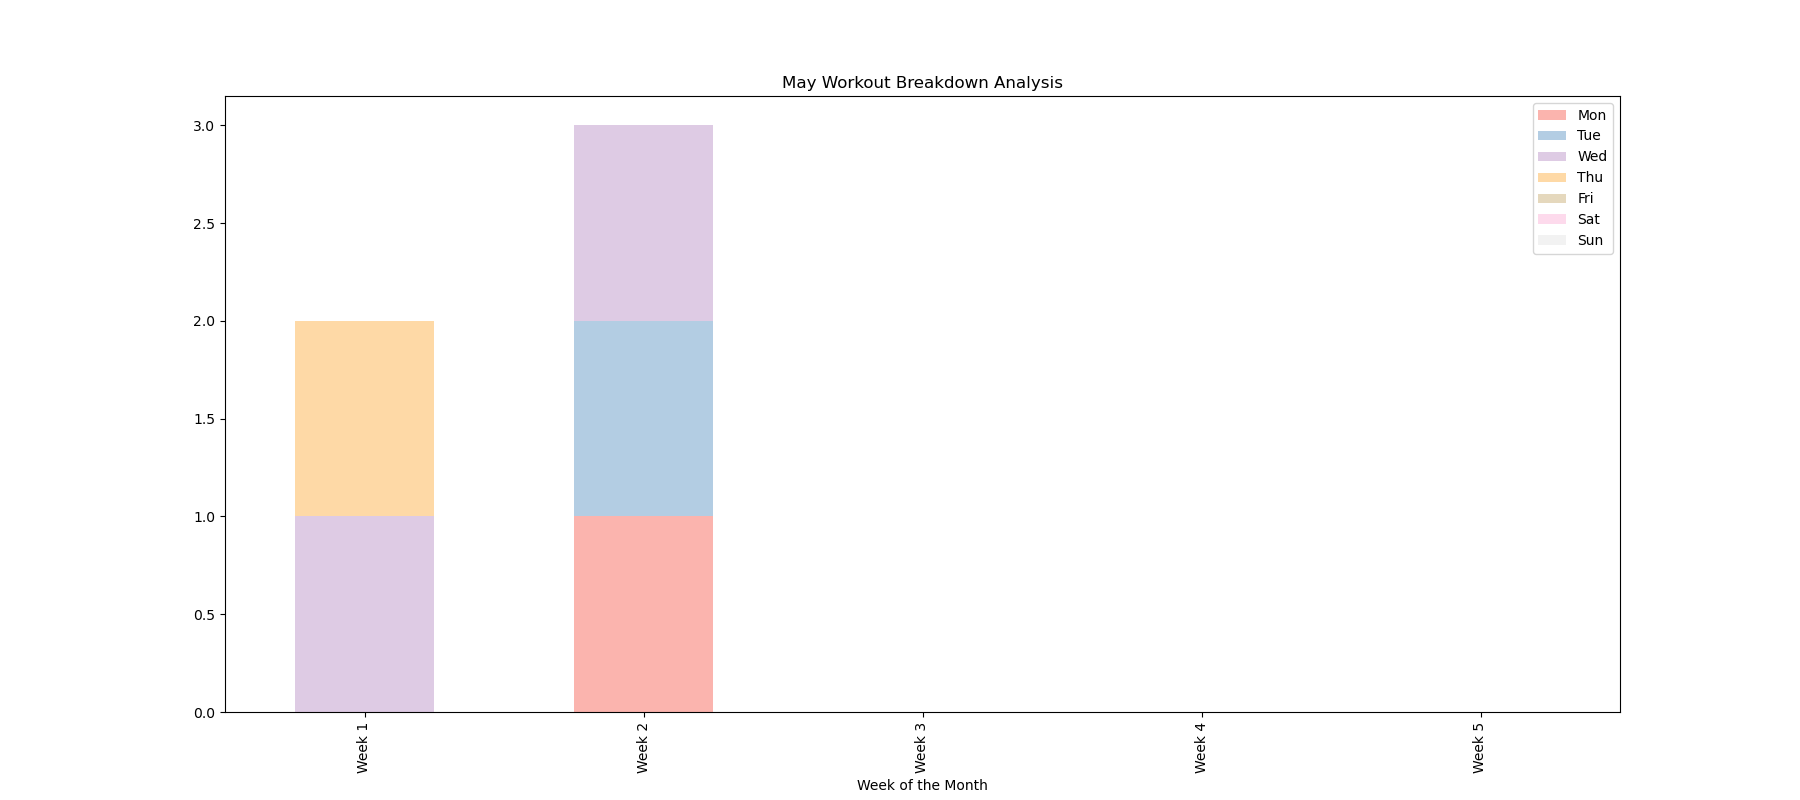 May Workout Breakdown Analysis
3.0
2.5
2.0
1.5
1.0
0.5
0.0
Mon
Tue
Wed
Thu
Fri
Sat
Sun
Week 1
Week 2
Week 3
Week 4
Week 5
Week of the Month